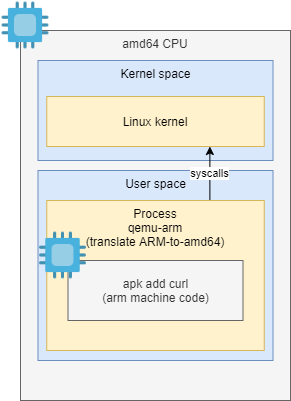 amd64 CPU
Kernel space
Linux kernel
syscalls
User space
Process
qemu-arm
(translate ARM-to-amd64)
apk add curl
(arm machine code)